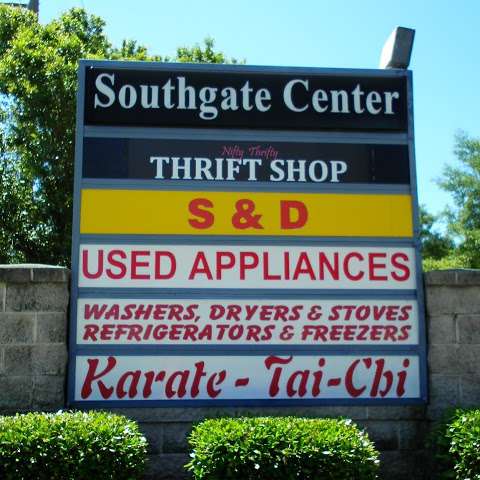 Southgate Center
Nifty Thrifty
THRIFT SHOP
S & D
USED APPLIANCES
WASHERS, DRYERS & STOVES
REFRIGERATORS & FREEZERS
Karate - Tai-Chi